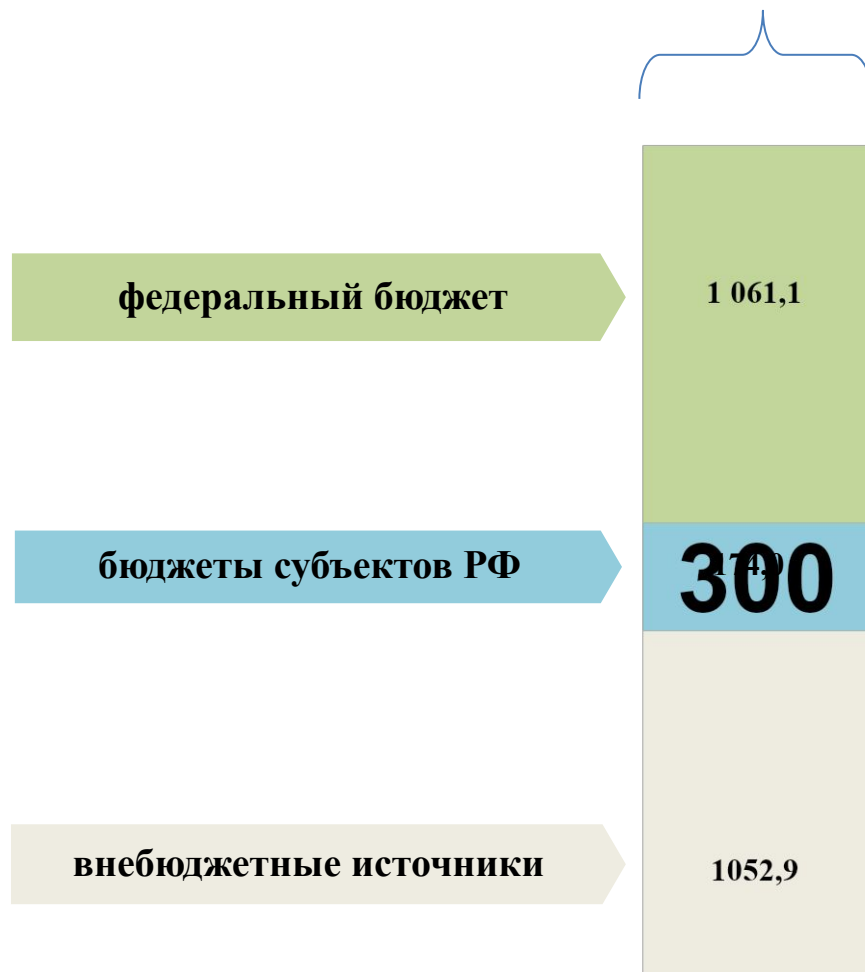 федеральный бюджет 1 061,1
бюджеты субъектов РФ 300
внебюджетные источники 1052,9